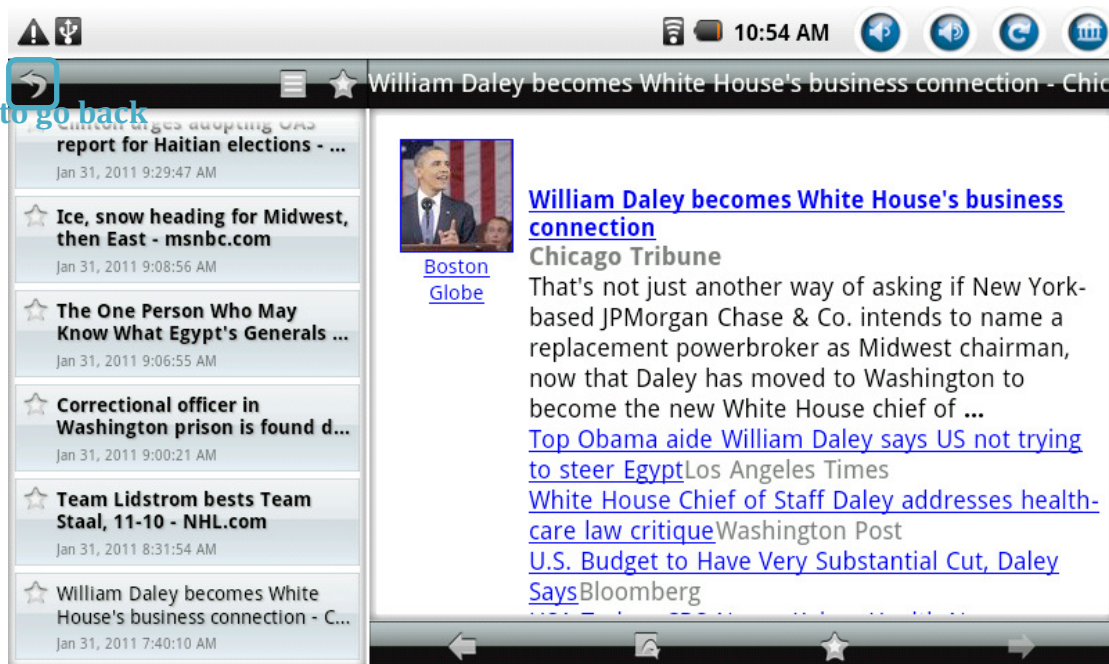 10:54 AM
William Daley becomes White House's business connection - Chic
to go back
Clinton urges adopting OAS
report for Haitian elections - ...
Jan 31, 2011 9:29:47 AM
Ice, snow heading for Midwest,
then East - msnbc.com
Jan 31, 2011 9:08:56 AM
The One Person Who May
Know What Egypt's Generals ...
Jan 31, 2011 9:06:55 AM
Correctional officer in
Washington prison is found d...
Jan 31, 2011 9:00:21 AM
Team Lidstrom bests Team
Staal, 11-10 - NHL.com
Jan 31, 2011 8:31:54 AM
William Daley becomes White
House's business connection - C...
Jan 31, 2011 7:40:10 AM
Boston
Globe
William Daley becomes White House's business
connection
Chicago Tribune
That's not just another way of asking if New York-
based JPMorgan Chase & Co. intends to name a
replacement powerbroker as Midwest chairman,
now that Daley has moved to Washington to
become the new White House chief of ...
Top Obama aide William Daley says US not trying
to steer EgyptLos Angeles Times
White House Chief of Staff Daley addresses health-
care law critiqueWashington Post
U.S. Budget to Have Very Substantial Cut, Daley
SaysBloomberg